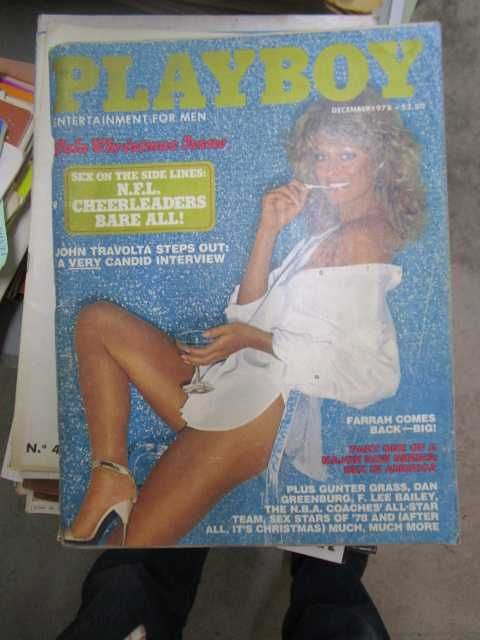 PLAYBOY
ENTERTAINMENT FOR MEN
DECEMBER 1978 • $2.50
Gala Christmas Issue
SEX ON THE SIDE LINES:
N.F.L.
CHEERLEADERS
BARE ALL!
JOHN TRAVOLTA STEPS OUT:
A VERY CANDID INTERVIEW
FARRAH COMES
BACK—BIG!
PART ONE OF A
MAJOR NEW SERIES:
SEX IN AMERICA
PLUS GUNTER GRASS, DAN
GREENBURG, F. LEE BAILEY,
THE N.B.A. COACHES' ALL-STAR
TEAM, SEX STARS OF '78 AND (AFTER
ALL, IT'S CHRISTMAS) MUCH, MUCH MORE
N.º 4